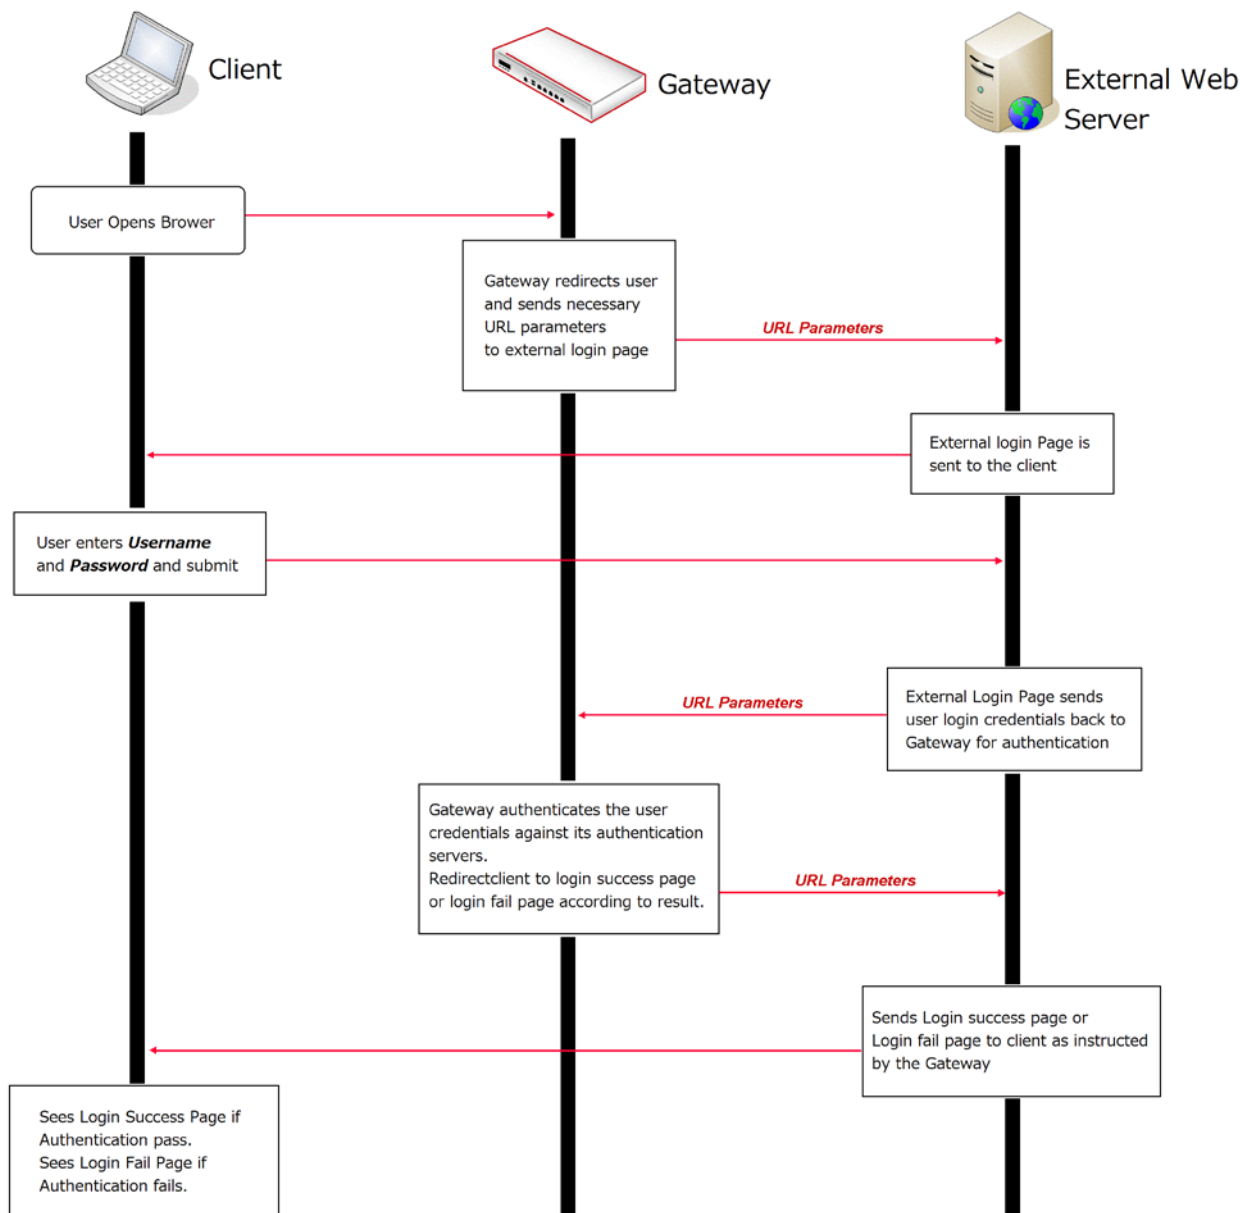 Client
Gateway
External Web
Server
User Opens Brower
Gateway redirects user
and sends necessary
URL parameters
to external login page
URL Parameters
External login Page is
sent to the client
User enters Username
and Password and submit
URL Parameters
External Login Page sends
user login credentials back to
Gateway for authentication
Gateway authenticates the user
credentials against its authentication
servers.
Redirectclient to login success page
or login fail page according to result.
URL Parameters
Sends Login success page or
Login fail page to client as instructed
by the Gateway
Sees Login Success Page if
Authentication pass.
Sees Login Fail Page if
Authentication fails.